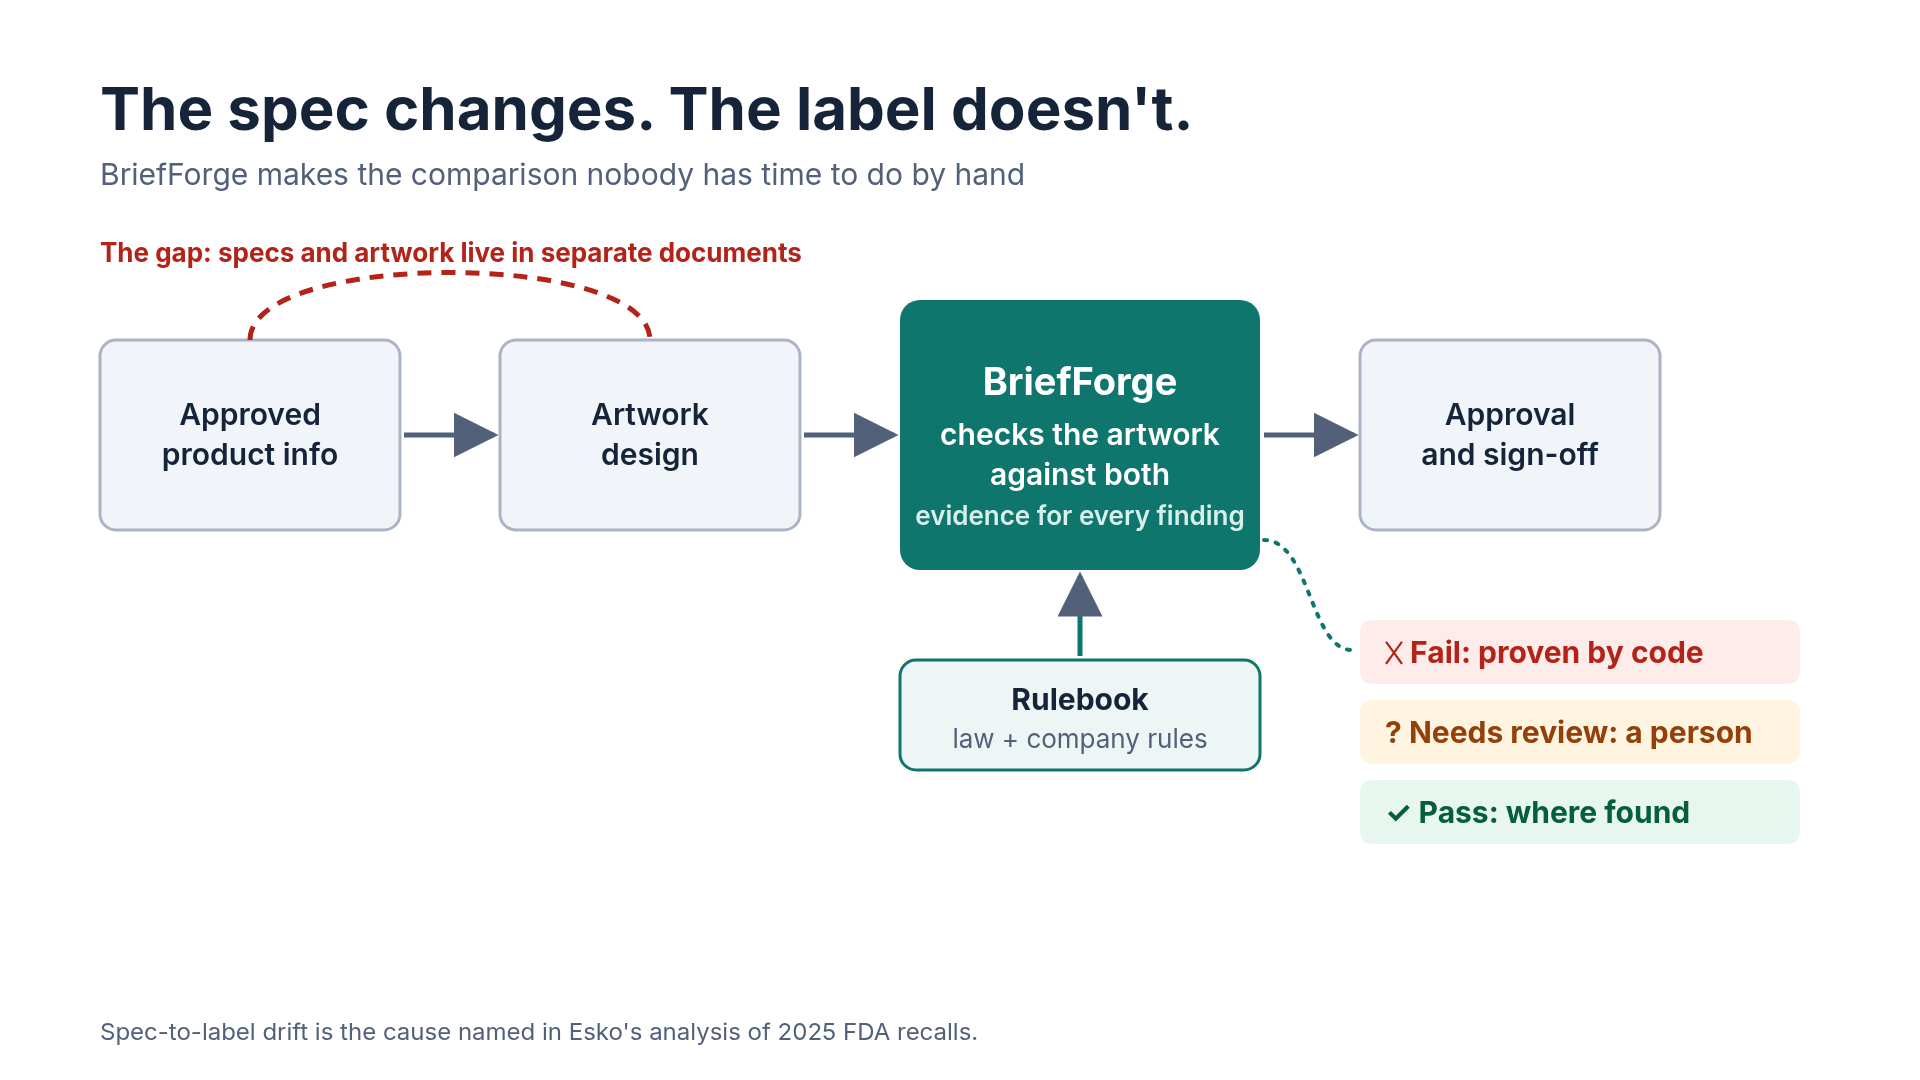 The spec changes. The label doesn't.
BriefForge makes the comparison nobody has time to do by hand
The gap: specs and artwork live in separate documents
Approved
product info
Artwork
design
BriefForge
checks the artwork
against both
evidence for every finding
Approval
and sign-off
Rulebook
law + company rules
╳ Fail: proven by code
? Needs review: a person
✓ Pass: where found
Spec-to-label drift is the cause named in Esko's analysis of 2025 FDA recalls.